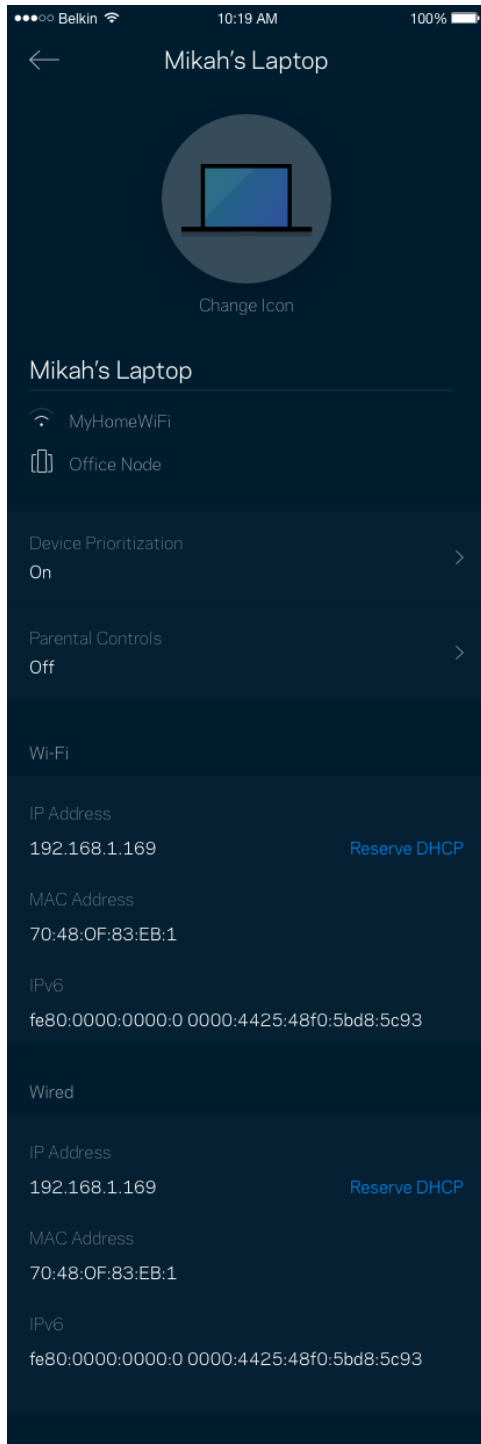 Belkin 10:19 AM 100%
Mikah's Laptop
Change Icon
Mikah's Laptop
MyHomeWiFi
Office Node
Device Prioritization
On
Parental Controls
Off
Wi-Fi
IP Address
192.168.1.169 Reserve DHCP
MAC Address
70:48:0F:83:EB:1
IPv6
fe80:0000:0000:0 0000:4425:48f0:5bd8:5c93
Wired
IP Address
192.168.1.169 Reserve DHCP
MAC Address
70:48:0F:83:EB:1
IPv6
fe80:0000:0000:0 0000:4425:48f0:5bd8:5c93